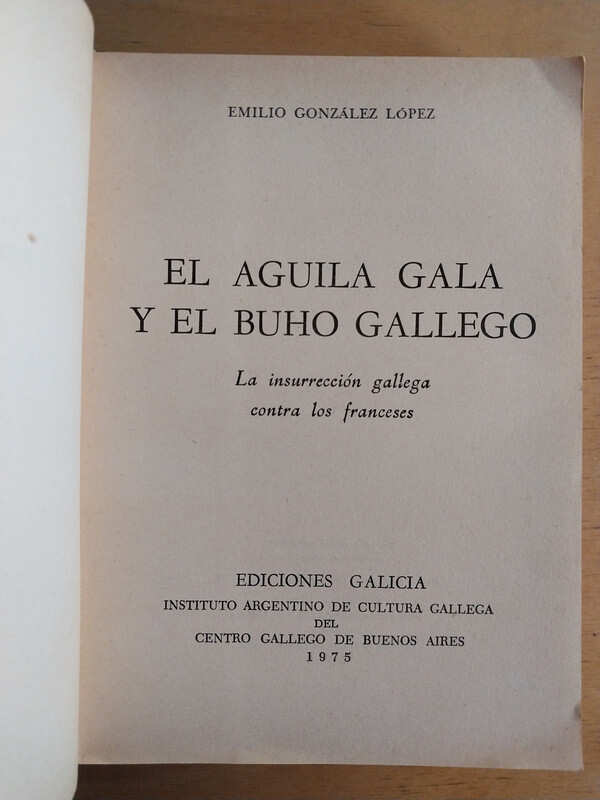 EMILIO GONZÁLEZ LÓPEZ
EL AGUILA GALA
Y EL BUHO GALLEGO
La insurrección gallega
contra los franceses
EDICIONES GALICIA
INSTITUTO ARGENTINO DE CULTURA GALLEGA
DEL
CENTRO GALLEGO DE BUENOS AIRES
1975